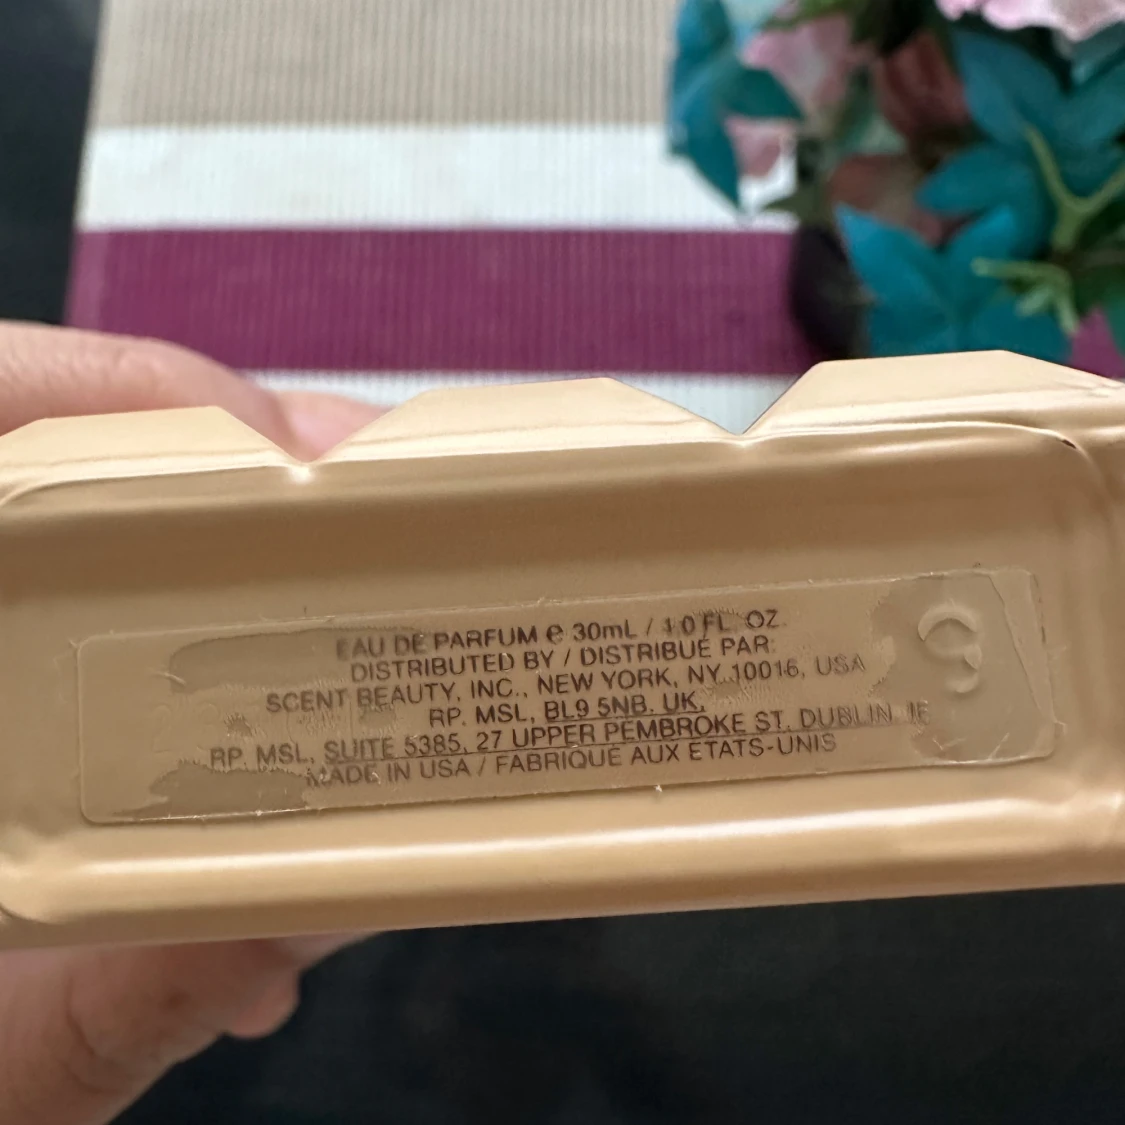 EAU DE PARFUM ℮ 30mL / 1.0 FL. OZ.
DISTRIBUTED BY / DISTRIBUÉ PAR:
SCENT BEAUTY, INC., NEW YORK, NY. 10016, USA
RP. MSL, BL9 5NB. UK,
RP. MSL, SUITE 5385, 27 UPPER PEMBROKE ST. DUBLIN IE
MADE IN USA / FABRIQUÉ AUX ÉTATS-UNIS